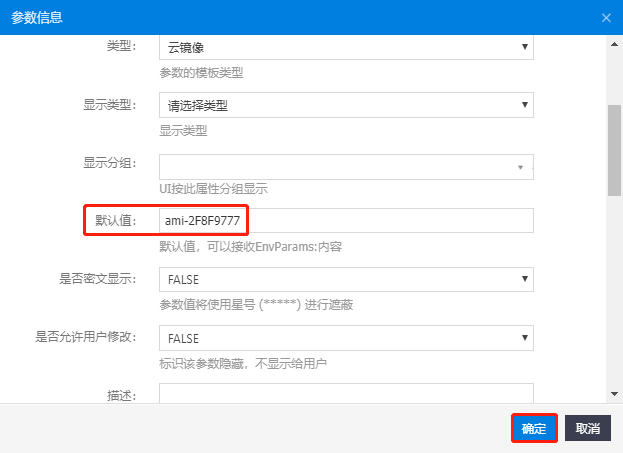 参数信息
类型:
云镜像
参数的模板类型
显示类型:
请选择类型
显示类型
显示分组:
UI按此属性分组显示
默认值:
ami-2F8F9777
默认值，可以接收EnvParams:内容
是否密文显示:
FALSE
参数值将使用星号 (*****) 进行遮蔽
是否允许用户修改:
FALSE
标识该参数隐藏，不显示给用户
描述:
确定
取消